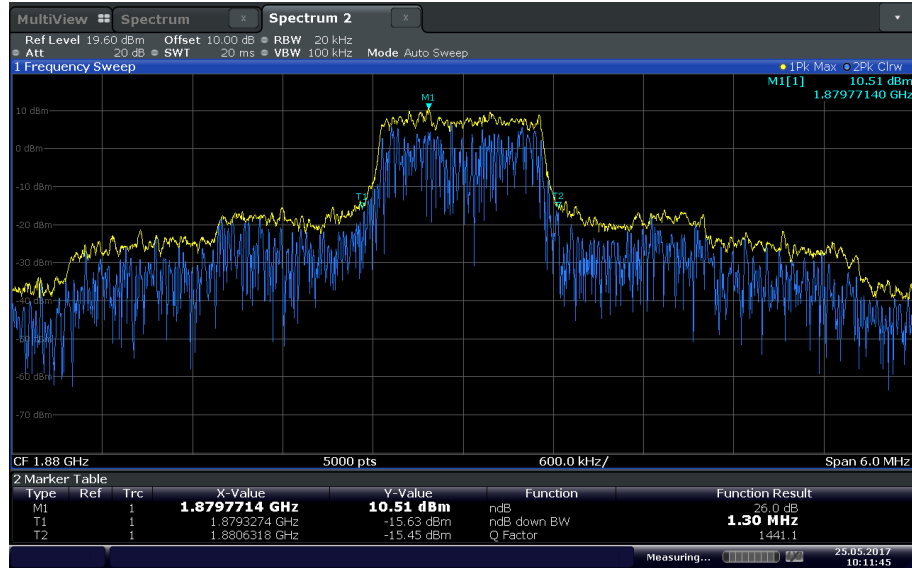 MultiView Spectrum x Spectrum 2 x
Ref Level 19.60 dBm Offset 10.00 dB RBW 20 kHz
Att 20 dB SWT 20 ms VBW 100 kHz Mode Auto Sweep
1 Frequency Sweep 1Pk Max 2Pk Clrw
M1[1] 10.51 dBm
1.87977140 GHz
M1
10 dBm
0 dBm
-10 dBm
T1 T2
-20 dBm
-30 dBm
-40 dBm
-50 dBm
-60 dBm
-70 dBm
CF 1.88 GHz 5000 pts 600.0 kHz/ Span 6.0 MHz
2 Marker Table
Type Ref Trc X-Value Y-Value Function Function Result
M1 1 1.8797714 GHz 10.51 dBm ndB 26.0 dB
T1 1 1.8793274 GHz -15.63 dBm ndB down BW 1.30 MHz
T2 1 1.8806318 GHz -15.45 dBm Q Factor 1441.1
Measuring... 25.05.2017
10:11:45